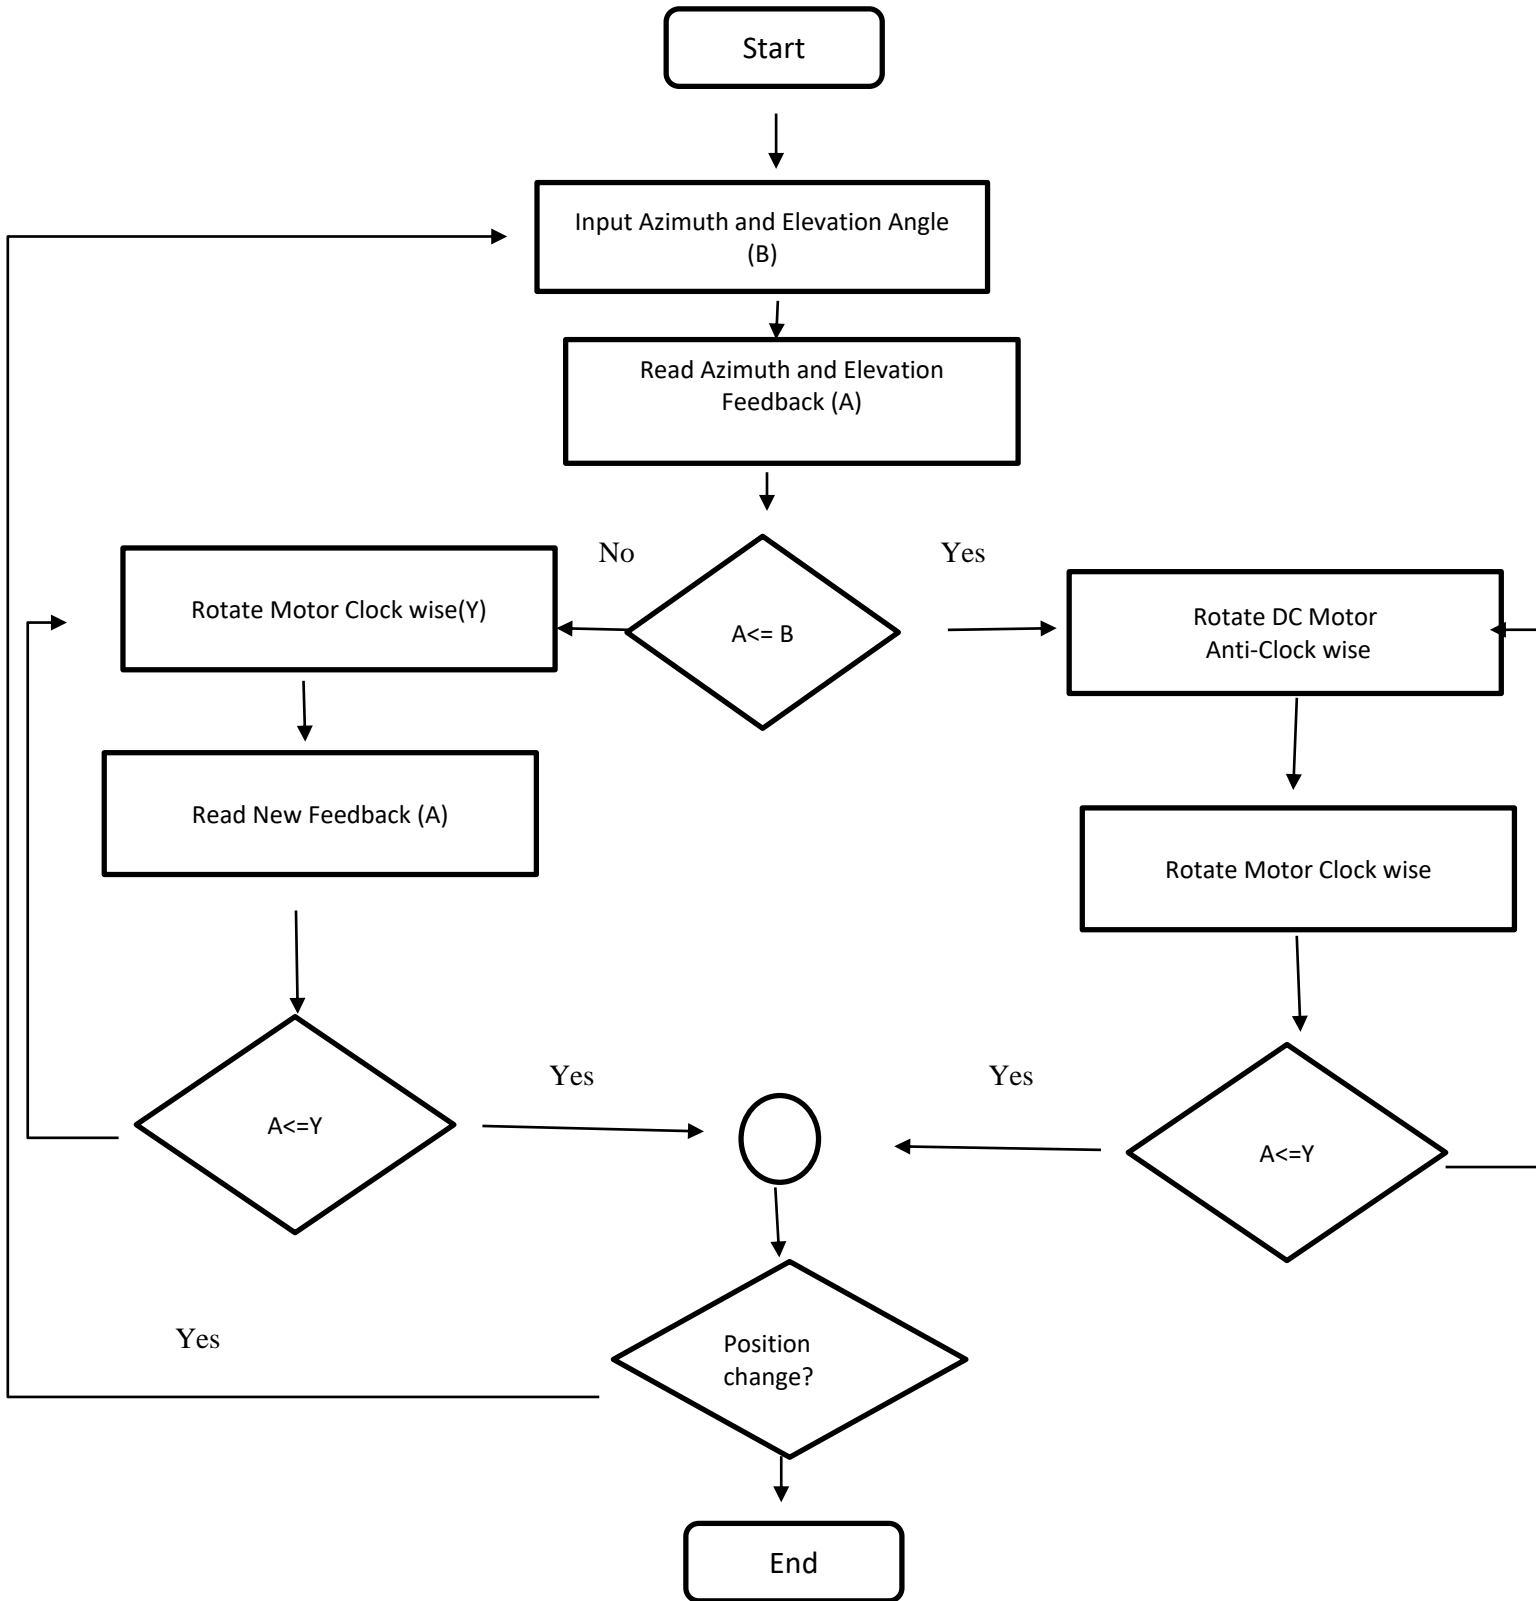 Start
Input Azimuth and Elevation Angle
(B)
Read Azimuth and Elevation
Feedback (A)
No
Yes
Rotate Motor Clock wise(Y)
A<= B
Rotate DC Motor
Anti-Clock wise
Read New Feedback (A)
Rotate Motor Clock wise
Yes
Yes
A<=Y
A<=Y
Yes
Position
change?
End